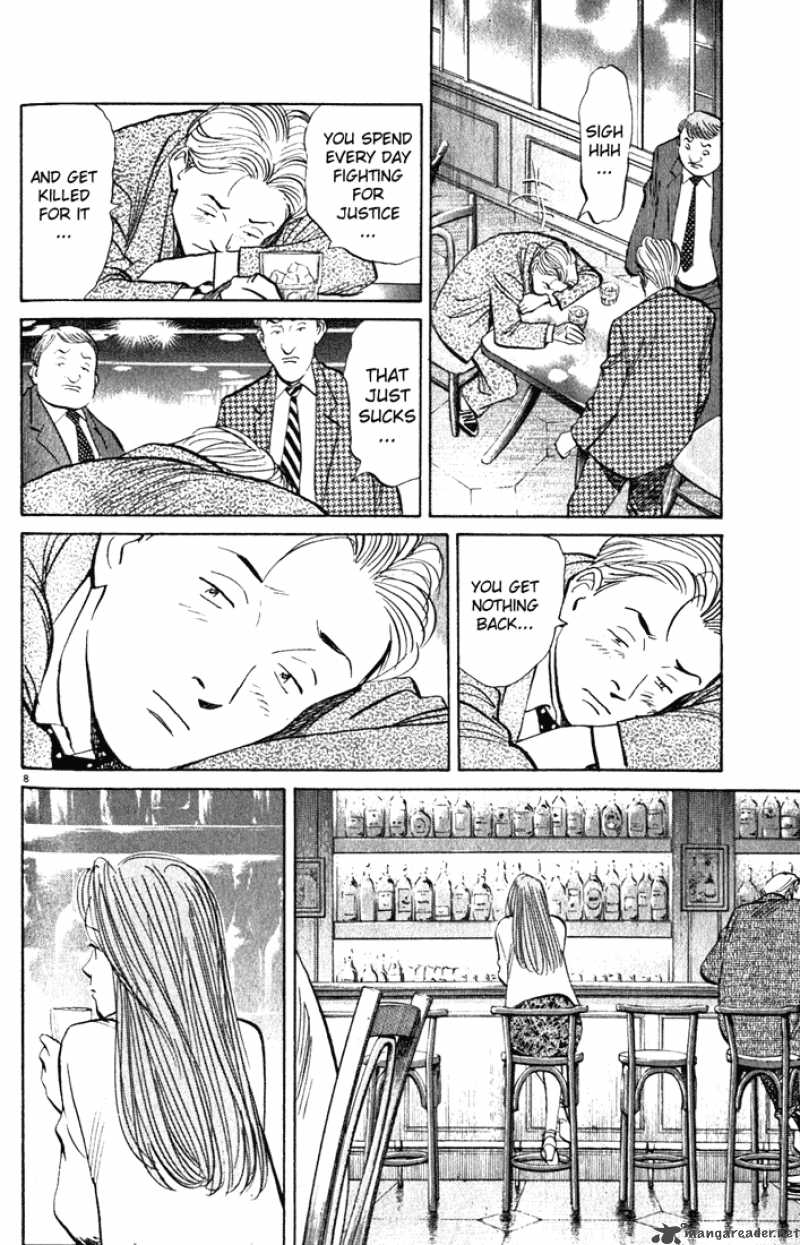 SIGH
HHH
...
YOU SPEND
EVERY DAY
FIGHTING
FOR
JUSTICE
...
AND GET
KILLED
FOR IT
...
THAT
JUST
SUCKS
...
YOU GET
NOTHING
BACK...
8
mangareader.net